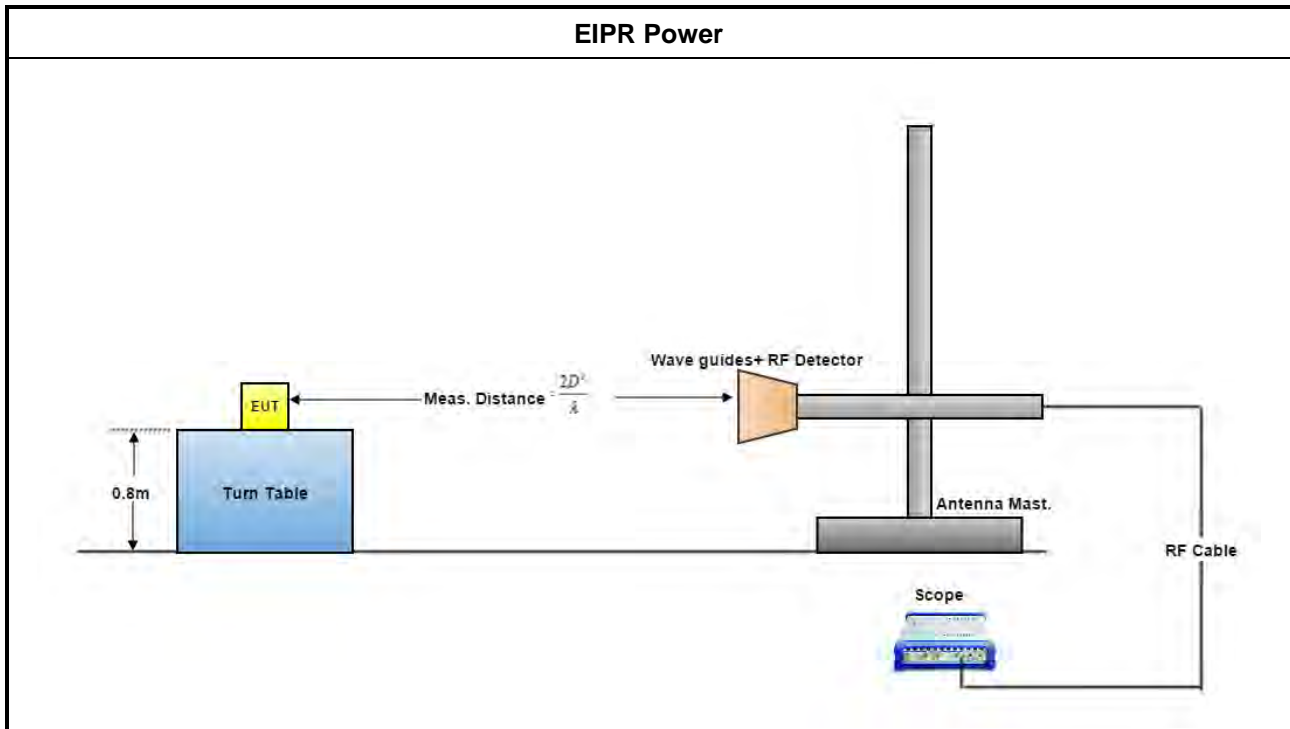 EIPR Power
Wave guides+ RF Detector
EUT
Meas. Distance = 2D²/λ
0.8m
Turn Table
Antenna Mast.
RF Cable
Scope